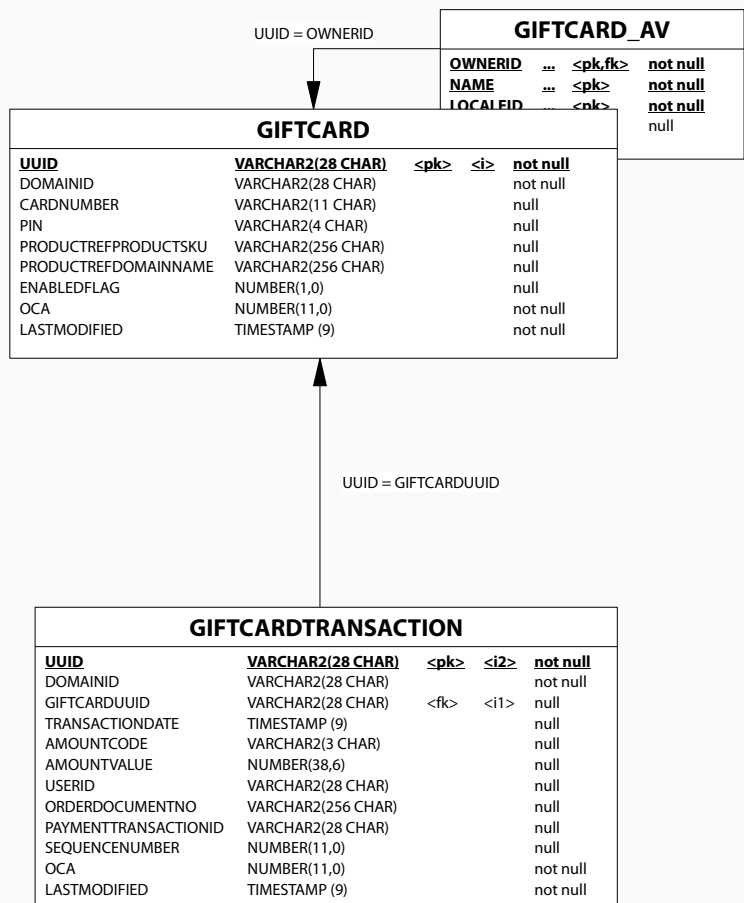 UUID = OWNERID
GIFTCARD_AV
OWNERID ... <pk,fk> not null
NAME ... <pk> not null
LOCALEID ... <pk> not null
null
GIFTCARD
UUID VARCHAR2(28 CHAR) <pk> <i> not null
DOMAINID VARCHAR2(28 CHAR) not null
CARDNUMBER VARCHAR2(11 CHAR) null
PIN VARCHAR2(4 CHAR) null
PRODUCTREFPRODUCTSKU VARCHAR2(256 CHAR) null
PRODUCTREFDOMAINNAME VARCHAR2(256 CHAR) null
ENABLEDFLAG NUMBER(1,0) null
OCA NUMBER(11,0) not null
LASTMODIFIED TIMESTAMP (9) not null
UUID = GIFTCARDUUID
GIFTCARDTRANSACTION
UUID VARCHAR2(28 CHAR) <pk> <i2> not null
DOMAINID VARCHAR2(28 CHAR) not null
GIFTCARDUUID VARCHAR2(28 CHAR) <fk> <i1> null
TRANSACTIONDATE TIMESTAMP (9) null
AMOUNTCODE VARCHAR2(3 CHAR) null
AMOUNTVALUE NUMBER(38,6) null
USERID VARCHAR2(28 CHAR) null
ORDERDOCUMENTNO VARCHAR2(256 CHAR) null
PAYMENTTRANSACTIONID VARCHAR2(28 CHAR) null
SEQUENCENUMBER NUMBER(11,0) null
OCA NUMBER(11,0) not null
LASTMODIFIED TIMESTAMP (9) not null